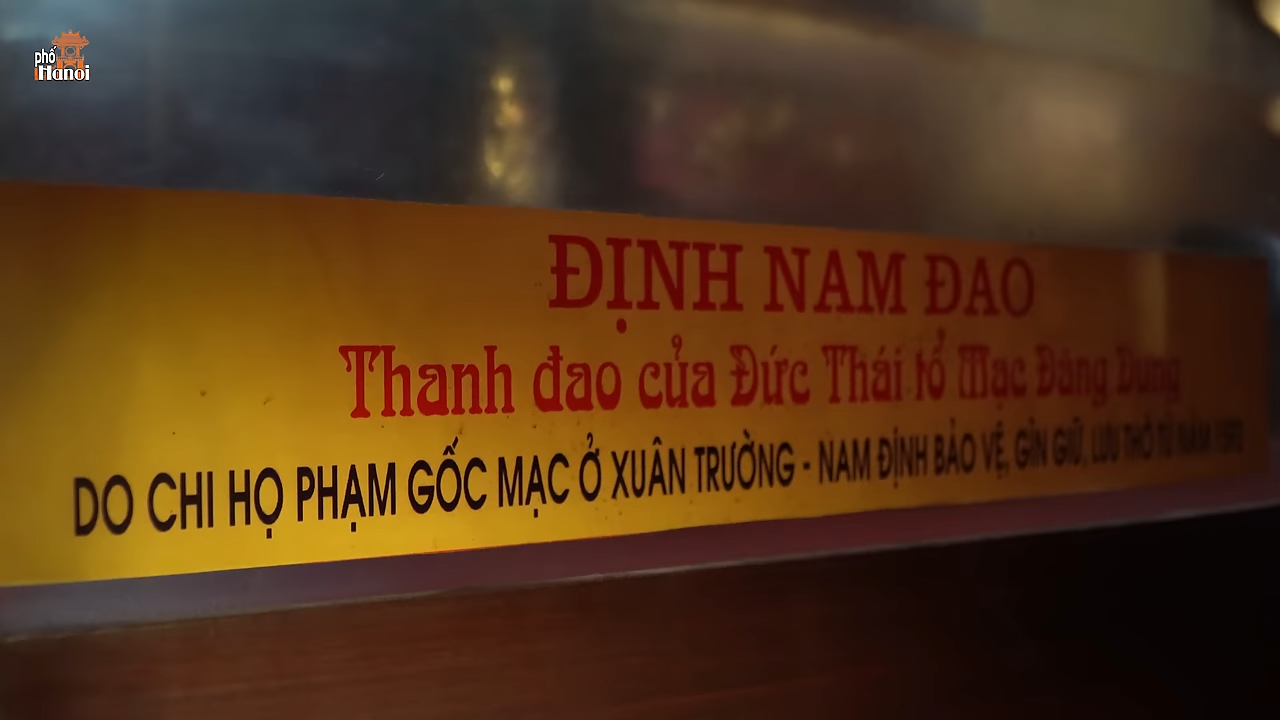 phố
Hanoi
ĐỊNH NAM ĐAO
Thanh đao của Đức Thái tổ Mạc Đăng Dung
DO CHI HỌ PHẠM GỐC MẠC Ở XUÂN TRƯỜNG - NAM ĐỊNH BẢO VỆ, GÌN GIỮ, LƯU THỜ TỪ NĂM